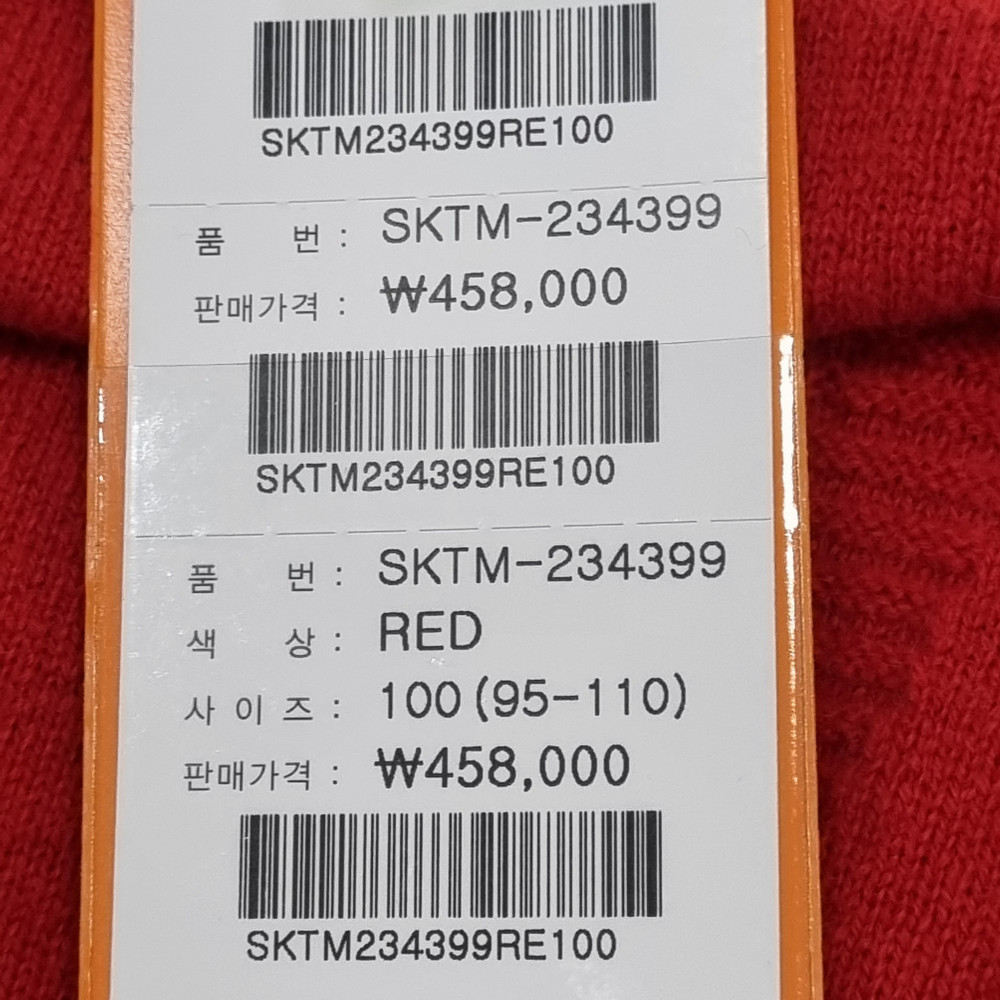 SKTM234399RE100
품 번 : SKTM-234399
판매가격 : ₩458,000
SKTM234399RE100
품 번 : SKTM-234399
색 상 : RED
사 이 즈 : 100(95-110)
판매가격 : ₩458,000
SKTM234399RE100